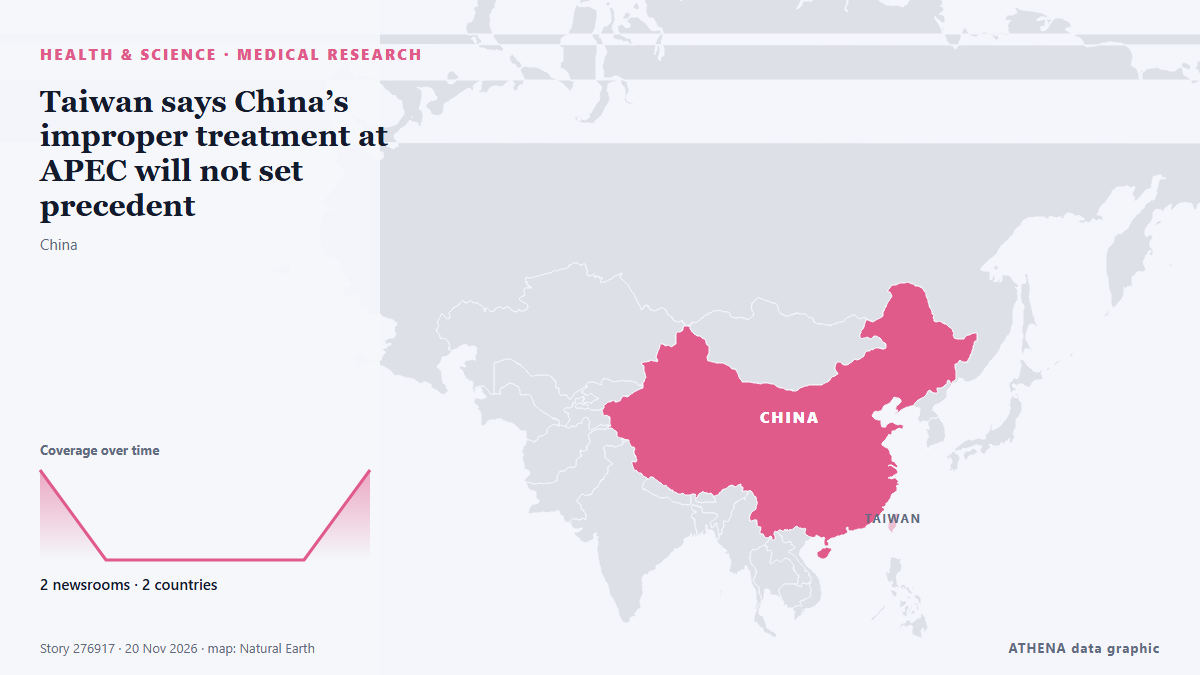 HEALTH & SCIENCE · MEDICAL RESEARCH
Taiwan says China’s
improper treatment at
APEC will not set
precedent
China
CHINA
TAIWAN
Coverage over time
2 newsrooms · 2 countries
Story 276917 · 20 Nov 2026 · map: Natural Earth
ATHENA data graphic